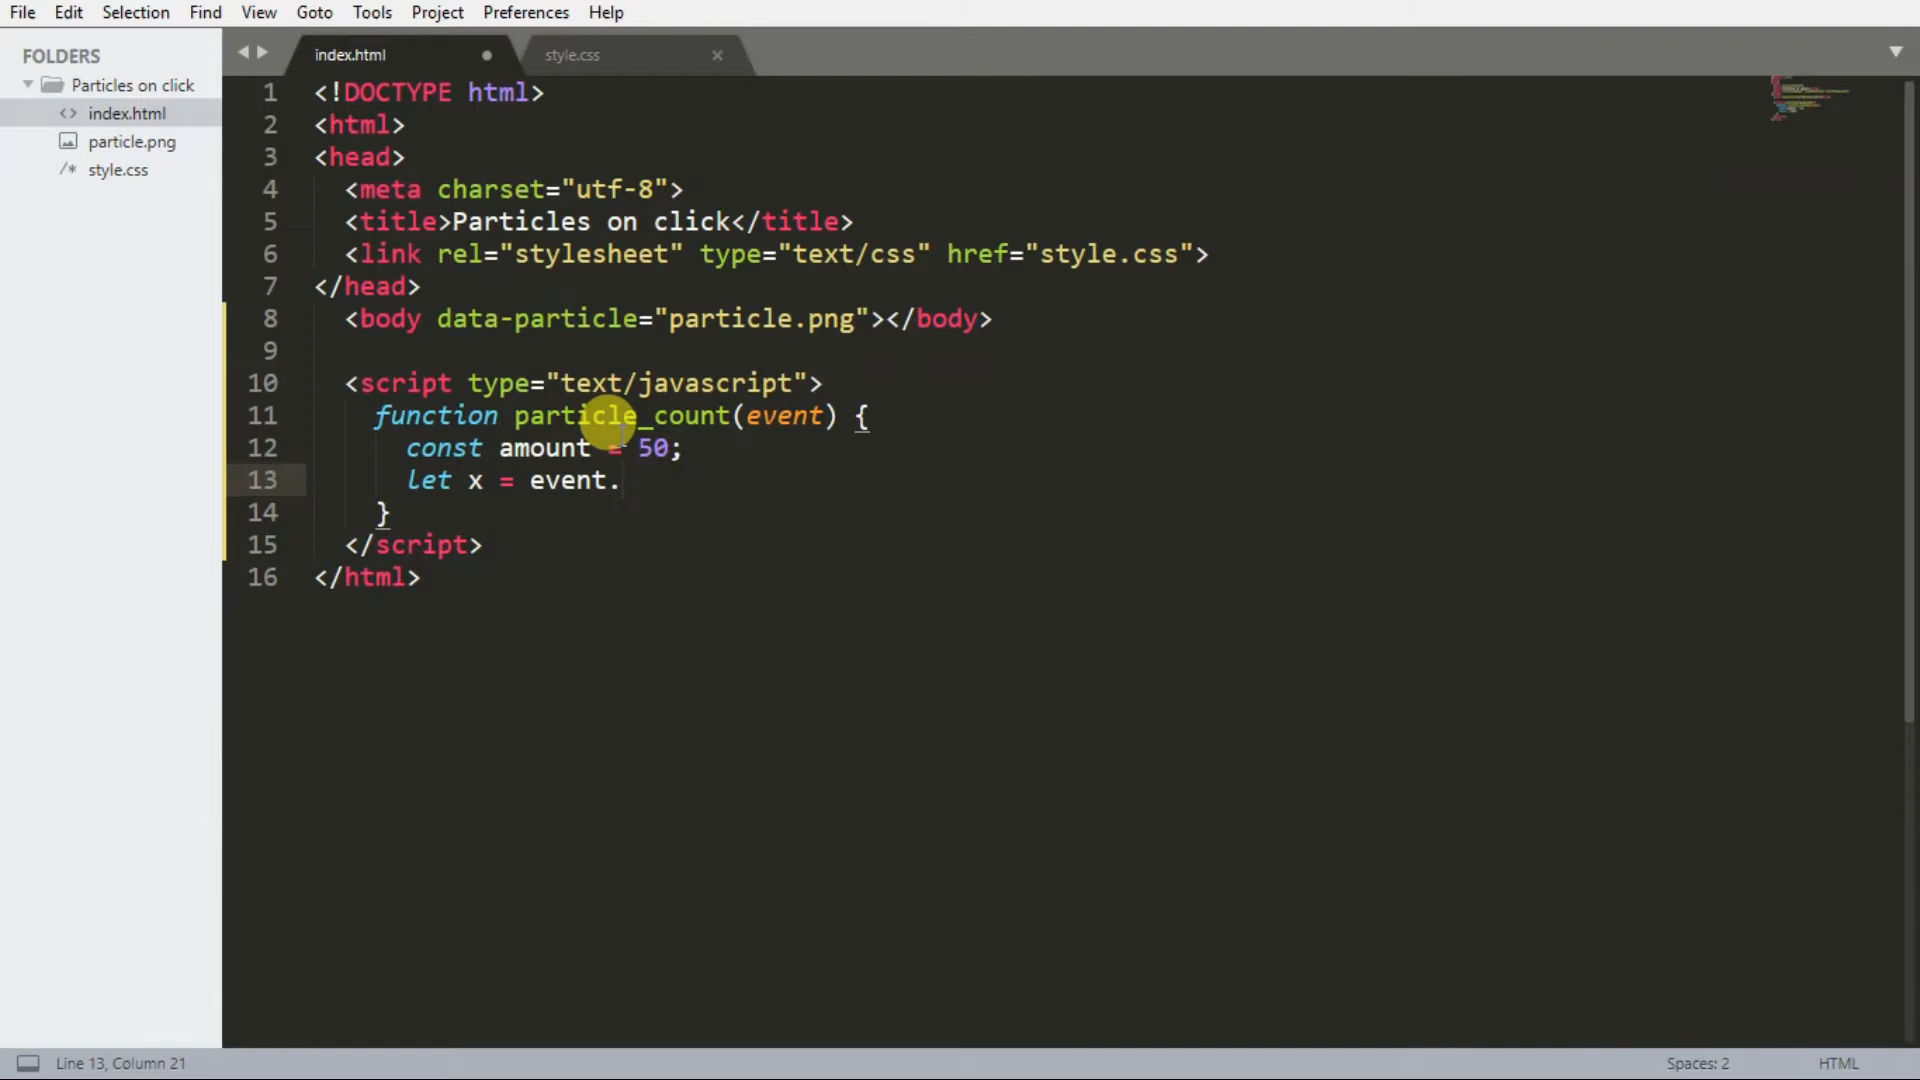 File Edit Selection Find View Goto Tools Project Preferences Help
FOLDERS
Particles on click
<> index.html
particle.png
/* style.css
index.html
style.css
1 <!DOCTYPE html>
2 <html>
3 <head>
4 <meta charset="utf-8">
5 <title>Particles on click</title>
6 <link rel="stylesheet" type="text/css" href="style.css">
7 </head>
8 <body data-particle="particle.png"></body>
9
10 <script type="text/javascript">
11 function particle_count(event) {
12 const amount = 50;
13 let x = event.
14 }
15 </script>
16 </html>
Line 13, Column 21
Spaces: 2
HTML